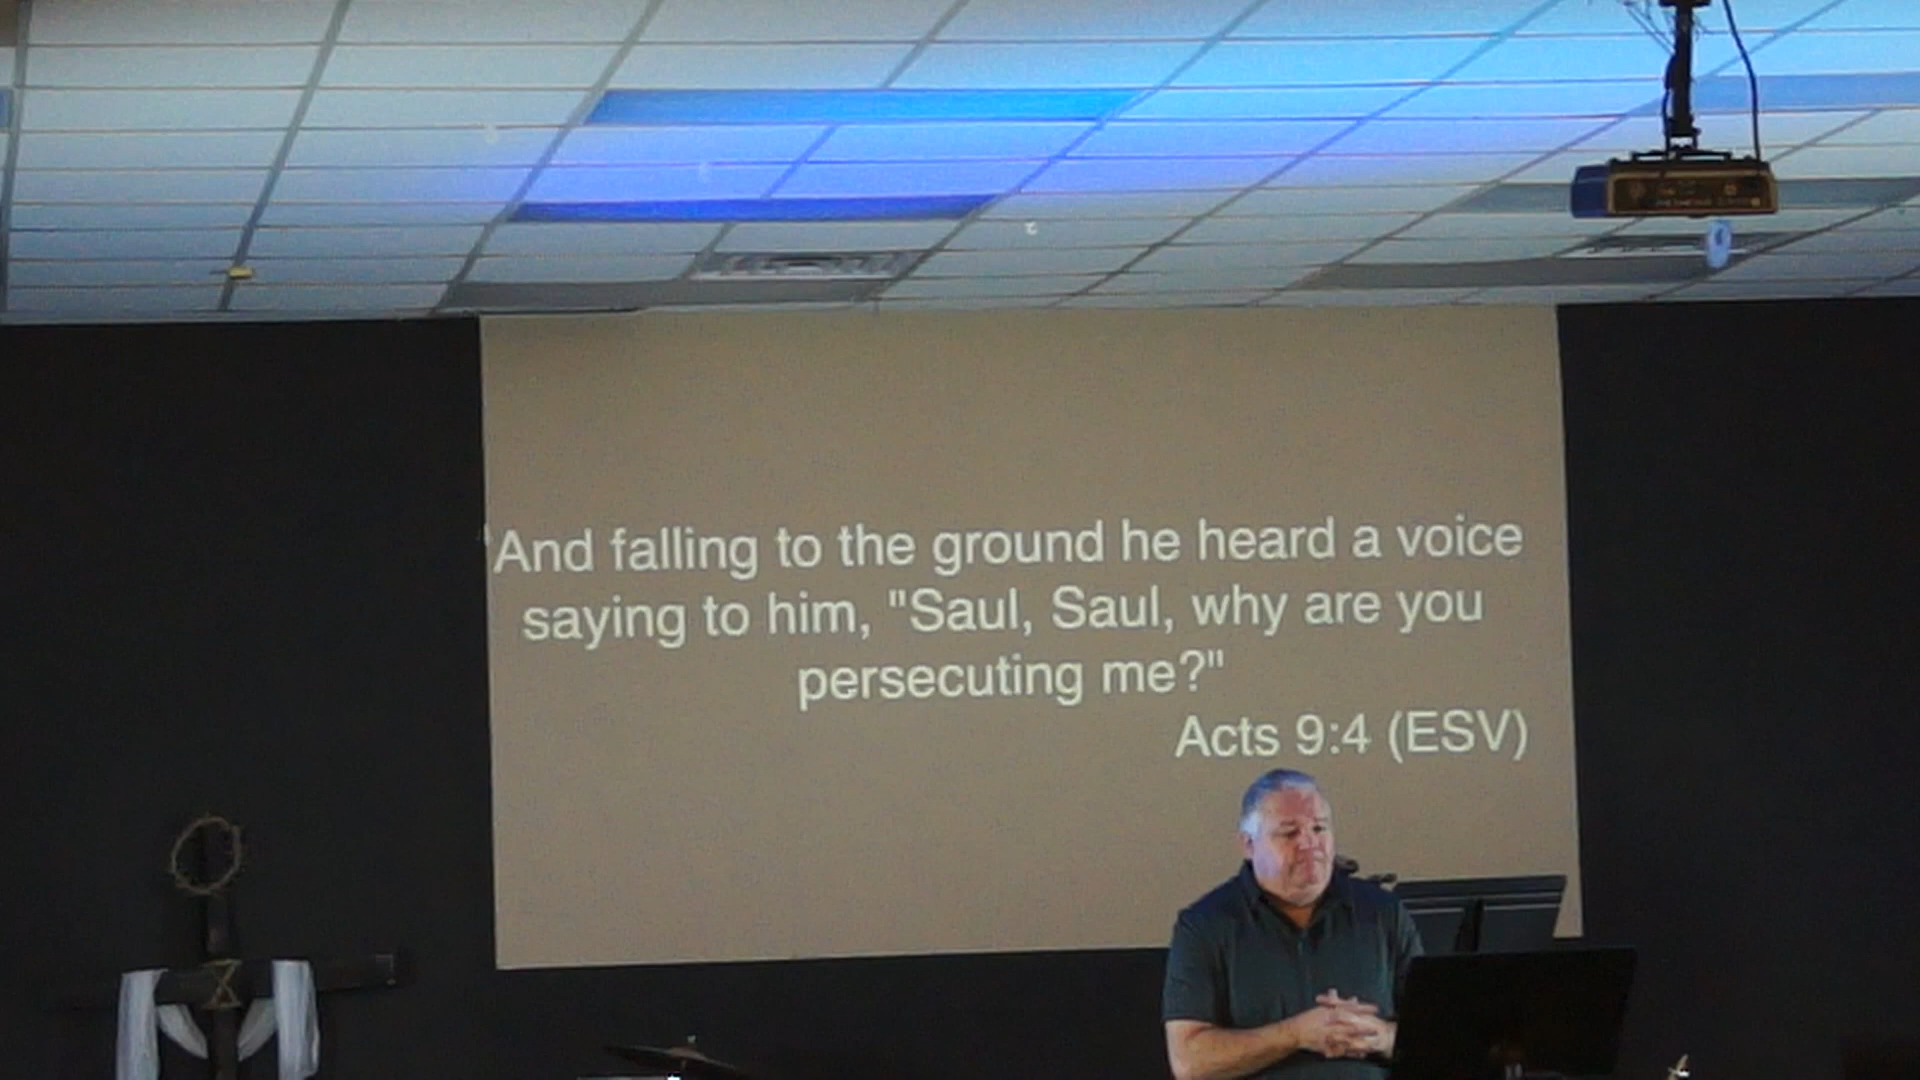 And falling to the ground he heard a voice
saying to him, "Saul, Saul, why are you
persecuting me?"
Acts 9:4 (ESV)